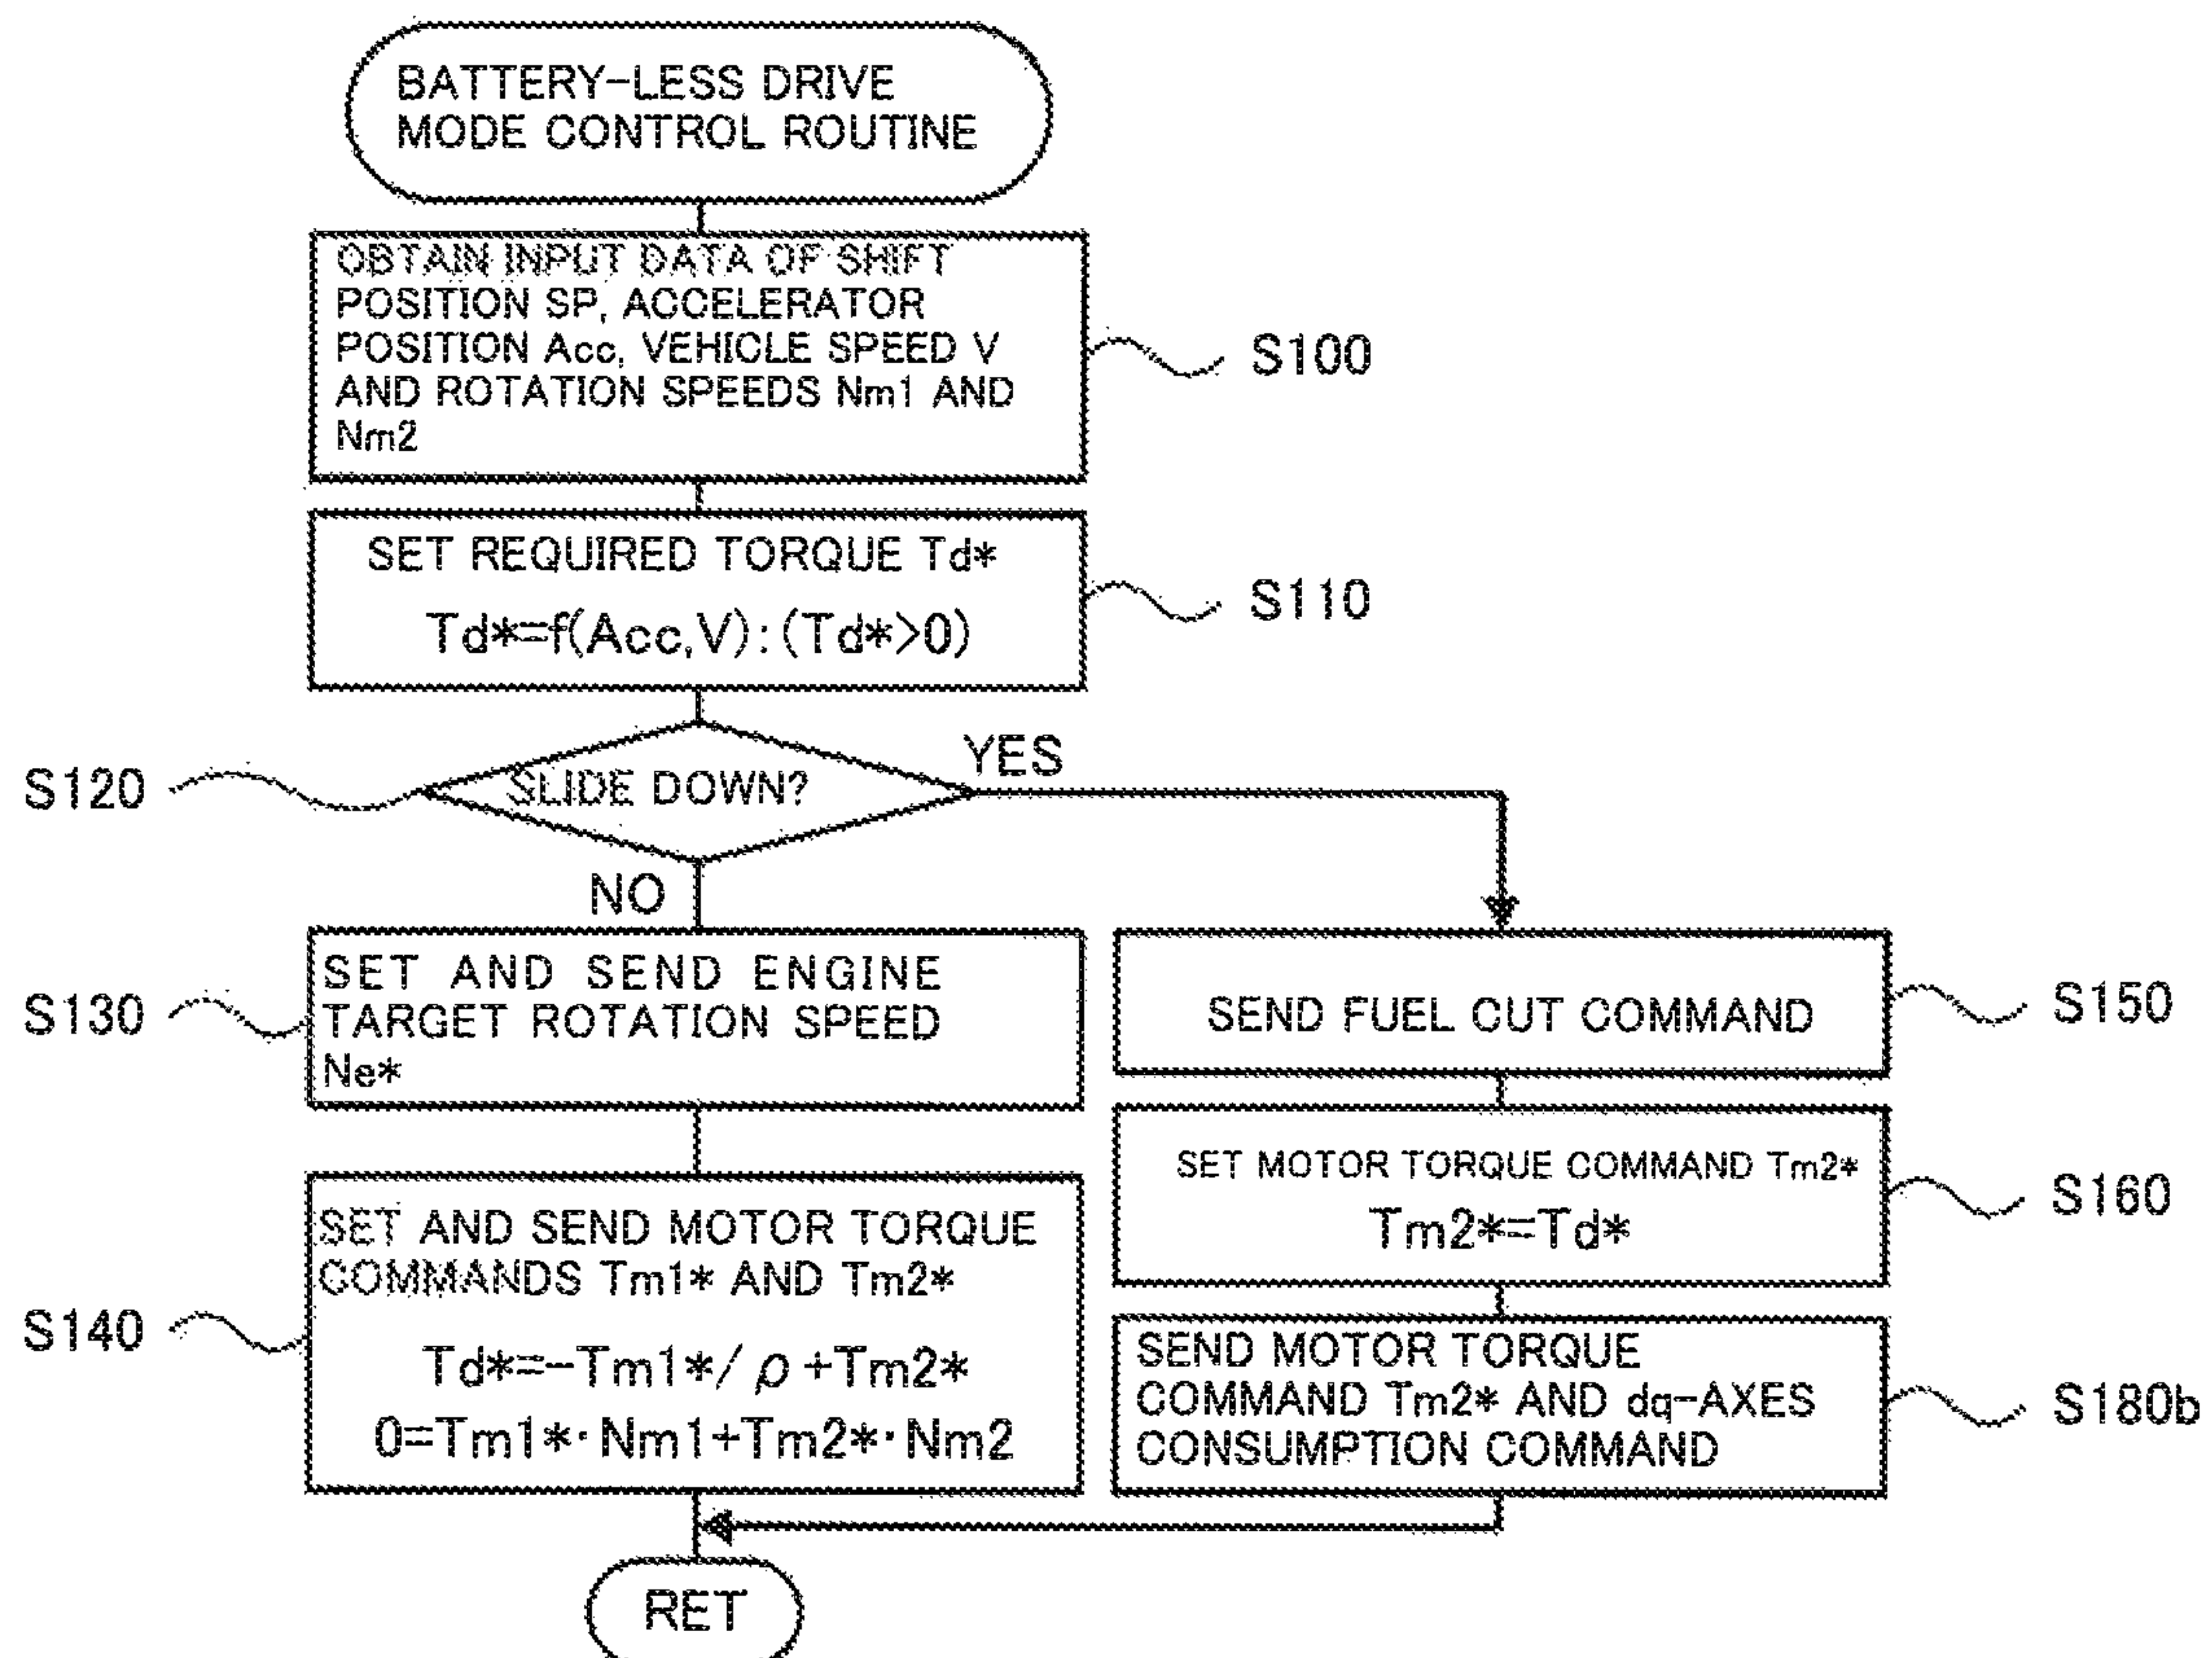 BATTERY-LESS DRIVE
MODE CONTROL ROUTINE
OBTAIN INPUT DATA OF SHIFT
POSITION SP, ACCELERATOR
POSITION Acc, VEHICLE SPEED V
AND ROTATION SPEEDS Nm1 AND
Nm2
S100
SET REQUIRED TORQUE Td*
Td*=f(Acc,V):(Td*>0)
S110
S120
SLIDE DOWN?
YES
NO
S130
SET AND SEND ENGINE
TARGET ROTATION SPEED
Ne*
S140
SET AND SEND MOTOR TORQUE
COMMANDS Tm1* AND Tm2*
Td*=-Tm1*/ρ+Tm2*
0=Tm1*·Nm1+Tm2*·Nm2
SEND FUEL CUT COMMAND
S150
SET MOTOR TORQUE COMMAND Tm2*
Tm2*=Td*
S160
SEND MOTOR TORQUE
COMMAND Tm2* AND dq-AXES
CONSUMPTION COMMAND
S180b
RET